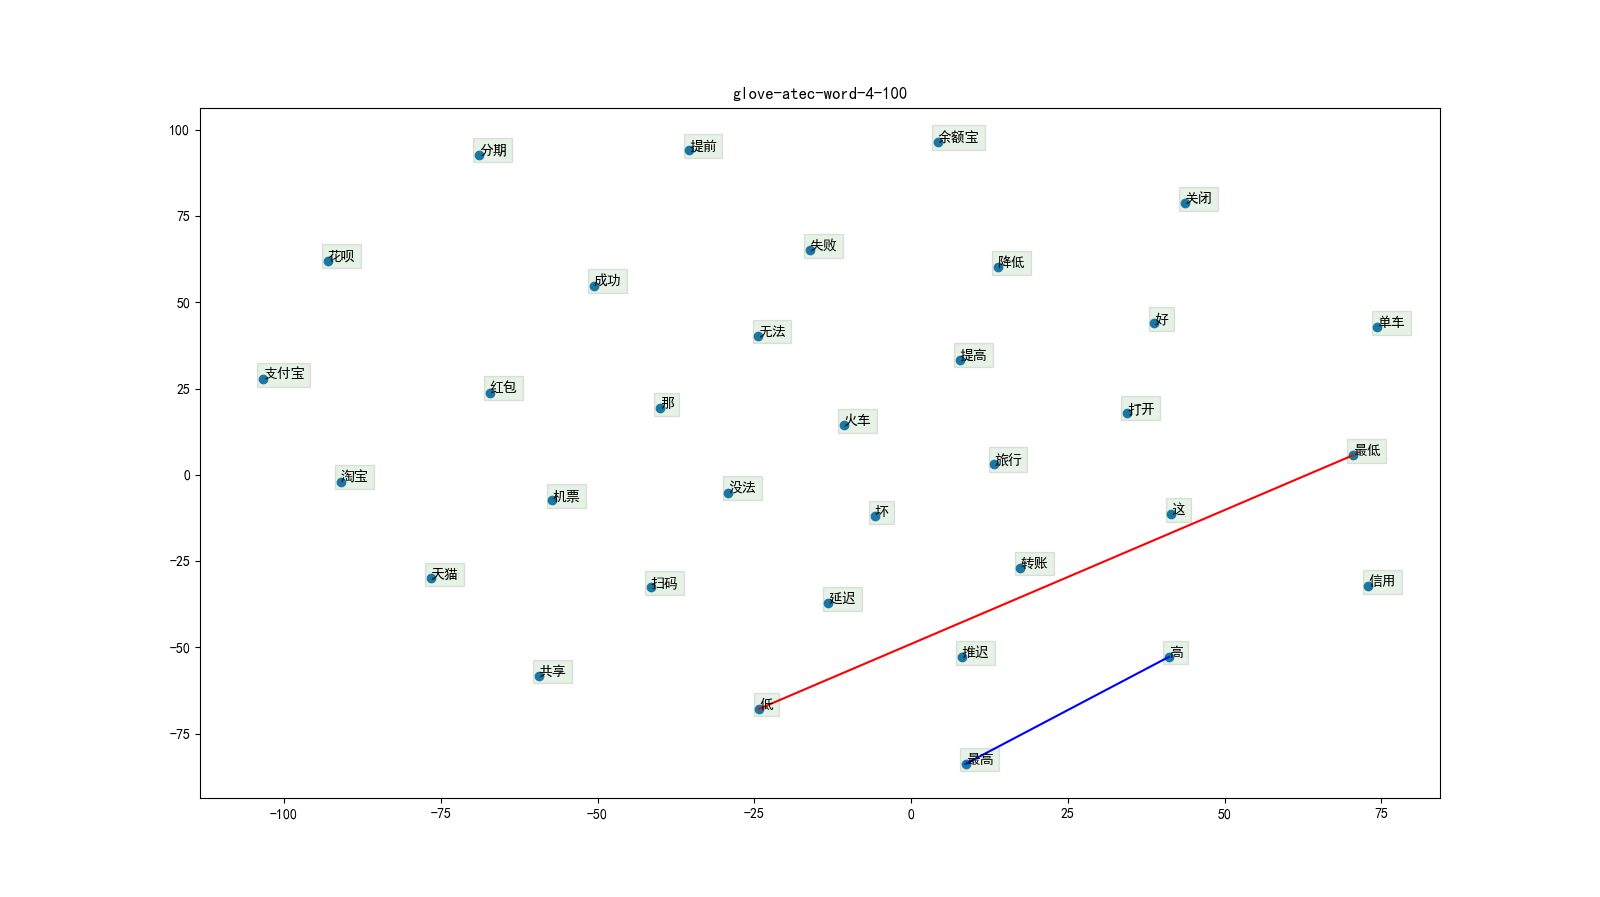 glove-atec-word-4-100
100
余额宝
提前
分期
关闭
75
失败
花呗
降低
成功
50
好
单车
无法
提高
支付宝
25
红包
那
打开
火车
最低
旅行
0
淘宝
没法
机票
这
坏
转账
−25
天猫
信用
扫码
延迟
−50
推迟
高
共享
低
−75
最高
−100
−75
−50
−25
0
25
50
75